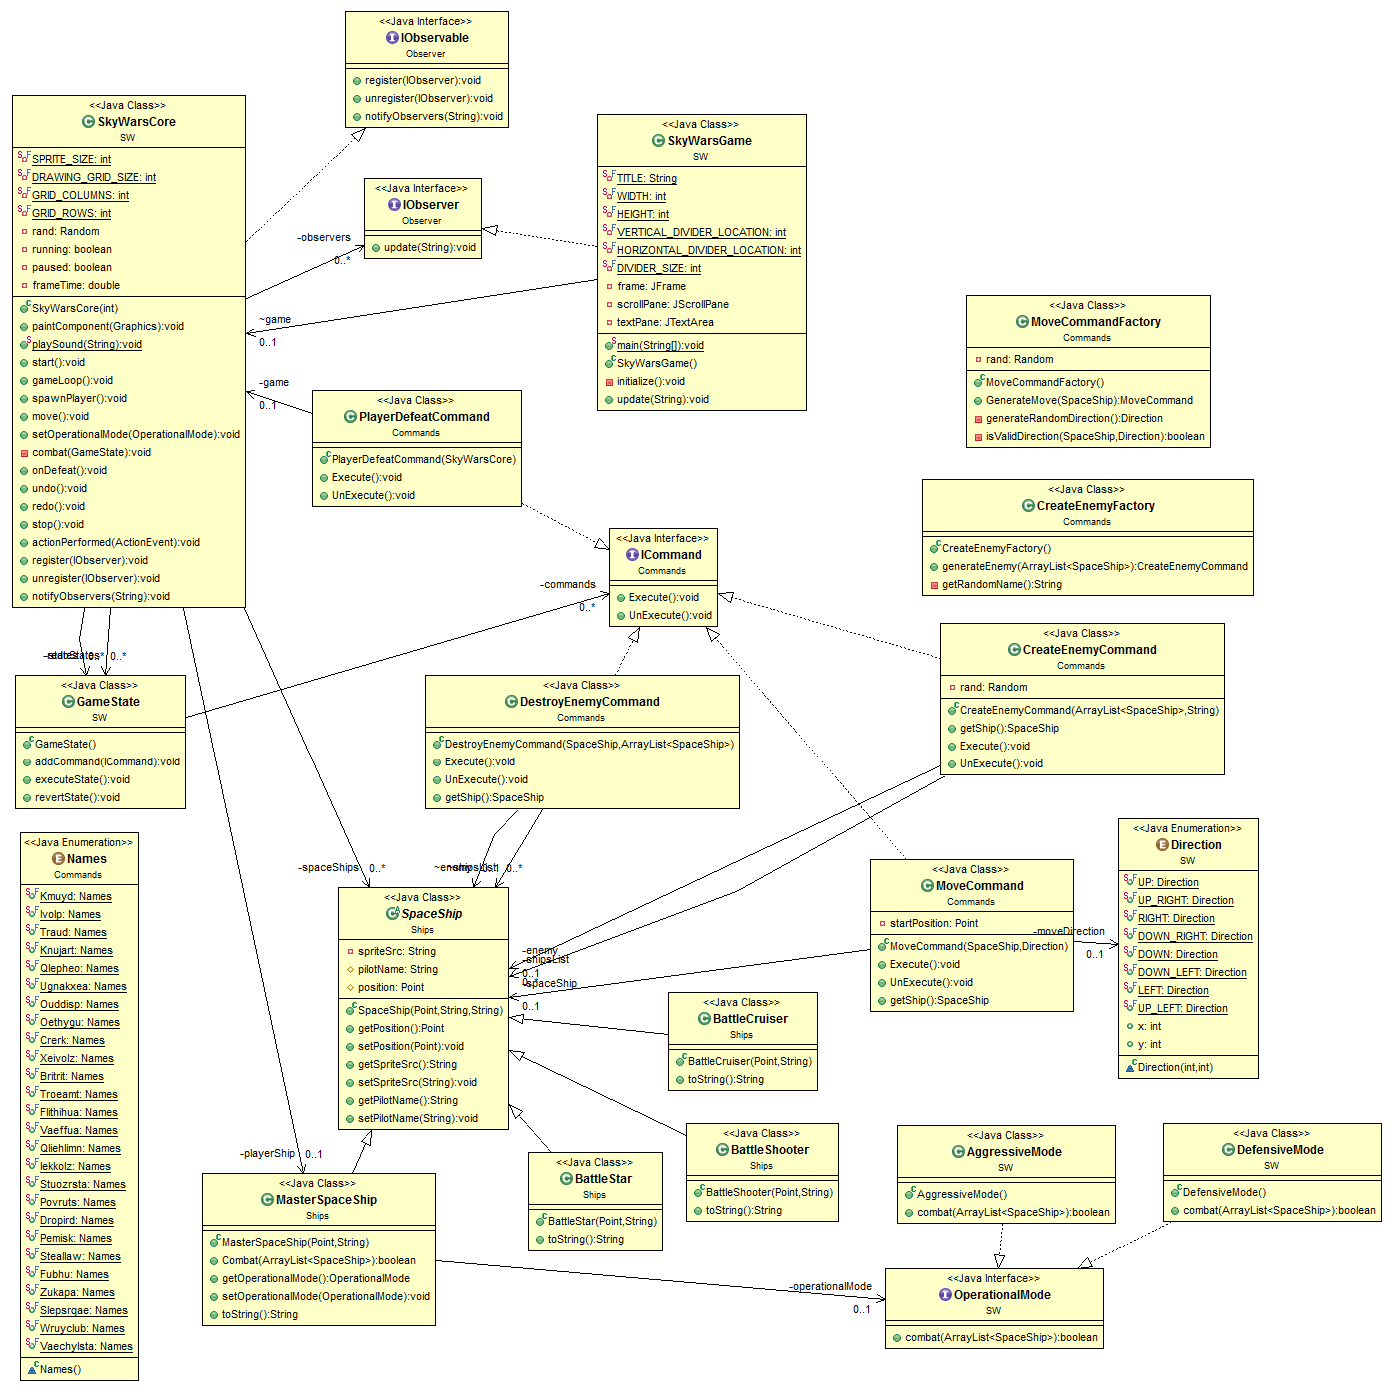 <<Java Interface>>
IObservable
Observer
register(IObserver):void
unregister(IObserver):void
notifyObservers(String):void
<<Java Class>>
SkyWarsCore
SW
SPRITE_SIZE: int
DRAWING_GRID_SIZE: int
GRID_COLUMNS: int
GRID_ROWS: int
rand: Random
running: boolean
paused: boolean
frameTime: double
SkyWarsCore(int)
paintComponent(Graphics):void
playSound(String):void
start():void
gameLoop():void
spawnPlayer():void
move():void
setOperationalMode(OperationalMode):void
combat(GameState):void
onDefeat():void
undo():void
redo():void
stop():void
actionPerformed(ActionEvent):void
register(IObserver):void
unregister(IObserver):void
notifyObservers(String):void
<<Java Interface>>
IObserver
Observer
update(String):void
-observers
0..*
<<Java Class>>
SkyWarsGame
SW
TITLE: String
WIDTH: int
HEIGHT: int
VERTICAL_DIVIDER_LOCATION: int
HORIZONTAL_DIVIDER_LOCATION: int
DIVIDER_SIZE: int
frame: JFrame
scrollPane: JScrollPane
textPane: JTextArea
main(String[]):void
SkyWarsGame()
initialize():void
update(String):void
~game
0..1
-game
0..1
<<Java Class>>
PlayerDefeatCommand
Commands
PlayerDefeatCommand(SkyWarsCore)
Execute():void
UnExecute():void
<<Java Class>>
MoveCommandFactory
Commands
rand: Random
MoveCommandFactory()
GenerateMove(SpaceShip):MoveCommand
generateRandomDirection():Direction
isValidDirection(SpaceShip,Direction):boolean
<<Java Class>>
CreateEnemyFactory
Commands
CreateEnemyFactory()
generateEnemy(ArrayList<SpaceShip>):CreateEnemyCommand
getRandomName():String
<<Java Interface>>
ICommand
Commands
Execute():void
UnExecute():void
-commands
0..*
<<Java Class>>
CreateEnemyCommand
Commands
rand: Random
CreateEnemyCommand(ArrayList<SpaceShip>,String)
getShip():SpaceShip
Execute():void
UnExecute():void
0..*
<<Java Class>>
GameState
SW
GameState()
addCommand(ICommand):void
executeState():void
revertState():void
<<Java Class>>
DestroyEnemyCommand
Commands
DestroyEnemyCommand(SpaceShip,ArrayList<SpaceShip>)
Execute():void
UnExecute():void
getShip():SpaceShip
-spaceShips
0..*
0..*
<<Java Enumeration>>
Names
Commands
Kmuyd: Names
Ivolp: Names
Traud: Names
Knujart: Names
Qlepheo: Names
Ugnakxea: Names
Ouddisp: Names
Oethygu: Names
Crerk: Names
Xeivolz: Names
Britrit: Names
Troeamt: Names
Flithihua: Names
Vaeffua: Names
Qliehlimn: Names
Iekkolz: Names
Stuozrsta: Names
Povruts: Names
Dropird: Names
Pemisk: Names
Steallaw: Names
Fubhu: Names
Zukapa: Names
Slepsrqae: Names
Wruyclub: Names
Vaechylsta: Names
Names()
<<Java Class>>
SpaceShip
Ships
spriteSrc: String
pilotName: String
position: Point
SpaceShip(Point,String,String)
getPosition():Point
setPosition(Point):void
getSpriteSrc():String
setSpriteSrc(String):void
getPilotName():String
setPilotName(String):void
-enemy
-shipsList
0..1
-spaceShip
0..1
<<Java Class>>
MoveCommand
Commands
startPosition: Point
MoveCommand(SpaceShip,Direction)
Execute():void
UnExecute():void
getShip():SpaceShip
-moveDirection
0..1
<<Java Enumeration>>
Direction
SW
UP: Direction
UP_RIGHT: Direction
RIGHT: Direction
DOWN_RIGHT: Direction
DOWN: Direction
DOWN_LEFT: Direction
LEFT: Direction
UP_LEFT: Direction
x: int
y: int
Direction(int,int)
<<Java Class>>
BattleCruiser
Ships
BattleCruiser(Point,String)
toString():String
<<Java Class>>
BattleShooter
Ships
BattleShooter(Point,String)
toString():String
<<Java Class>>
BattleStar
Ships
BattleStar(Point,String)
toString():String
-playerShip
0..1
<<Java Class>>
MasterSpaceShip
Ships
MasterSpaceShip(Point,String)
Combat(ArrayList<SpaceShip>):boolean
getOperationalMode():OperationalMode
setOperationalMode(OperationalMode):void
toString():String
<<Java Class>>
AggressiveMode
SW
AggressiveMode()
combat(ArrayList<SpaceShip>):boolean
<<Java Class>>
DefensiveMode
SW
DefensiveMode()
combat(ArrayList<SpaceShip>):boolean
-operationalMode
0..1
<<Java Interface>>
OperationalMode
SW
combat(ArrayList<SpaceShip>):boolean